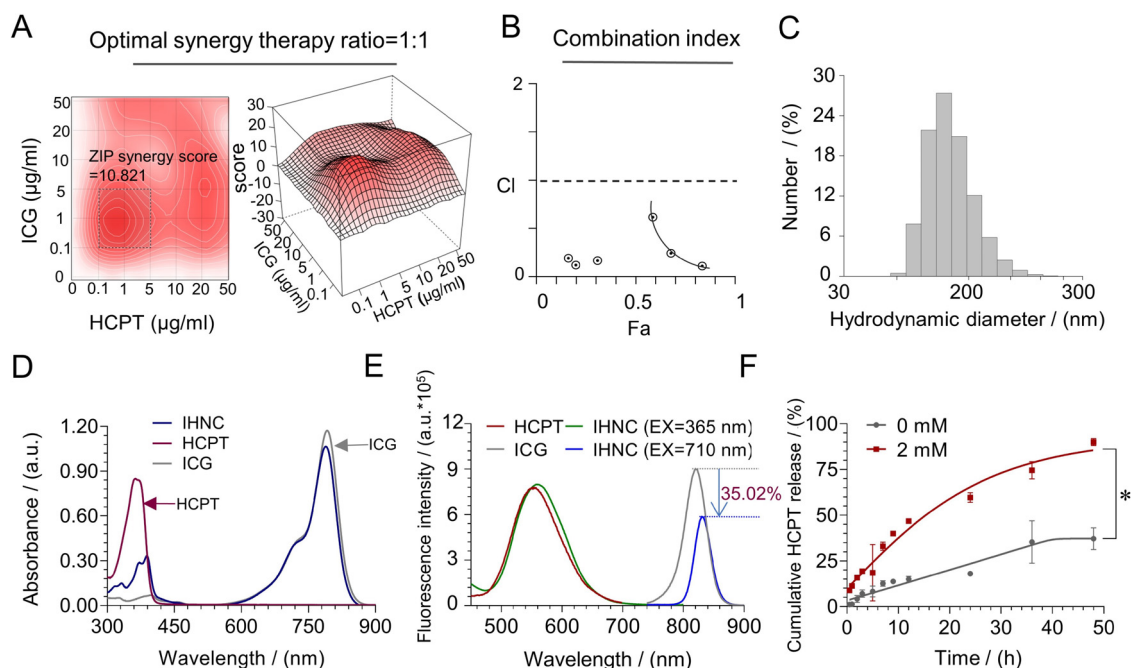 A
Optimal synergy therapy ratio=1:1
50
20
10
5
1
0.1
0
ICG (μg/ml)
ZIP synergy score
=10.821
0 0.1 1 5 10 20 50
HCPT (μg/ml)
30
20
10
0
-10
-20
-30
score
50
20
10
5
1
0.1
ICG (μg/ml)
0.1
1
5
10
20
50
HCPT (μg/ml)
B
Combination index
2
CI
0
0 0.5 1
Fa
C
30
24
18
12
6
0
Number / (%)
30 200 300
Hydrodynamic diameter / (nm)
D
1.20
0.90
0.60
0.30
0.00
Absorbance / (a.u.)
IHNC
HCPT
ICG
ICG
HCPT
300 450 600 750 900
Wavelength / (nm)
E
12
9
6
3
0
Fluorescence intensity / (a.u.*10⁵)
HCPT
ICG
IHNC (EX=365 nm)
IHNC (EX=710 nm)
35.02%
500 600 700 800 900
Wavelength / (nm)
F
100
75
50
25
0
Cumulative HCPT release / (%)
0 mM
2 mM
*
0 10 20 30 40 50
Time / (h)